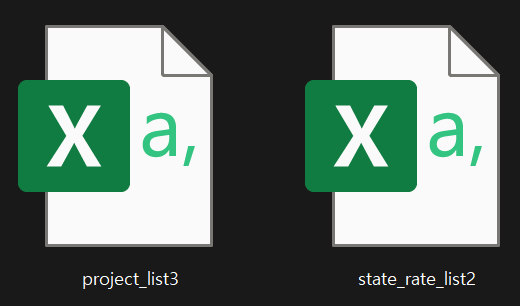 X a,
X a,
project_list3
state_rate_list2